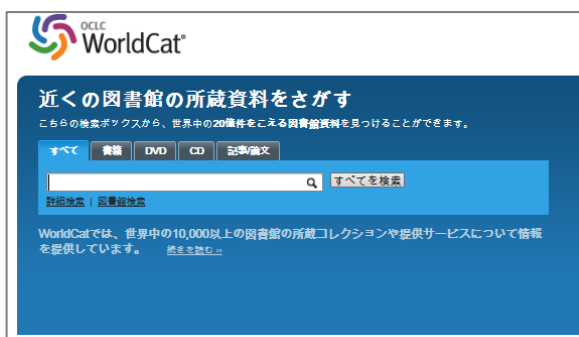 OCLC
WorldCat®
近くの図書館の所蔵資料をさがす
こちらの検索ボックスから、世界中の20億件をこえる図書館資料を見つけることができます。
すべて 書籍 DVD CD 記事/論文
すべてを検索
詳細検索 | 図書館検索
WorldCatでは、世界中の10,000以上の図書館の所蔵コレクションや提供サービスについて情報
を提供しています。 続きを読む »